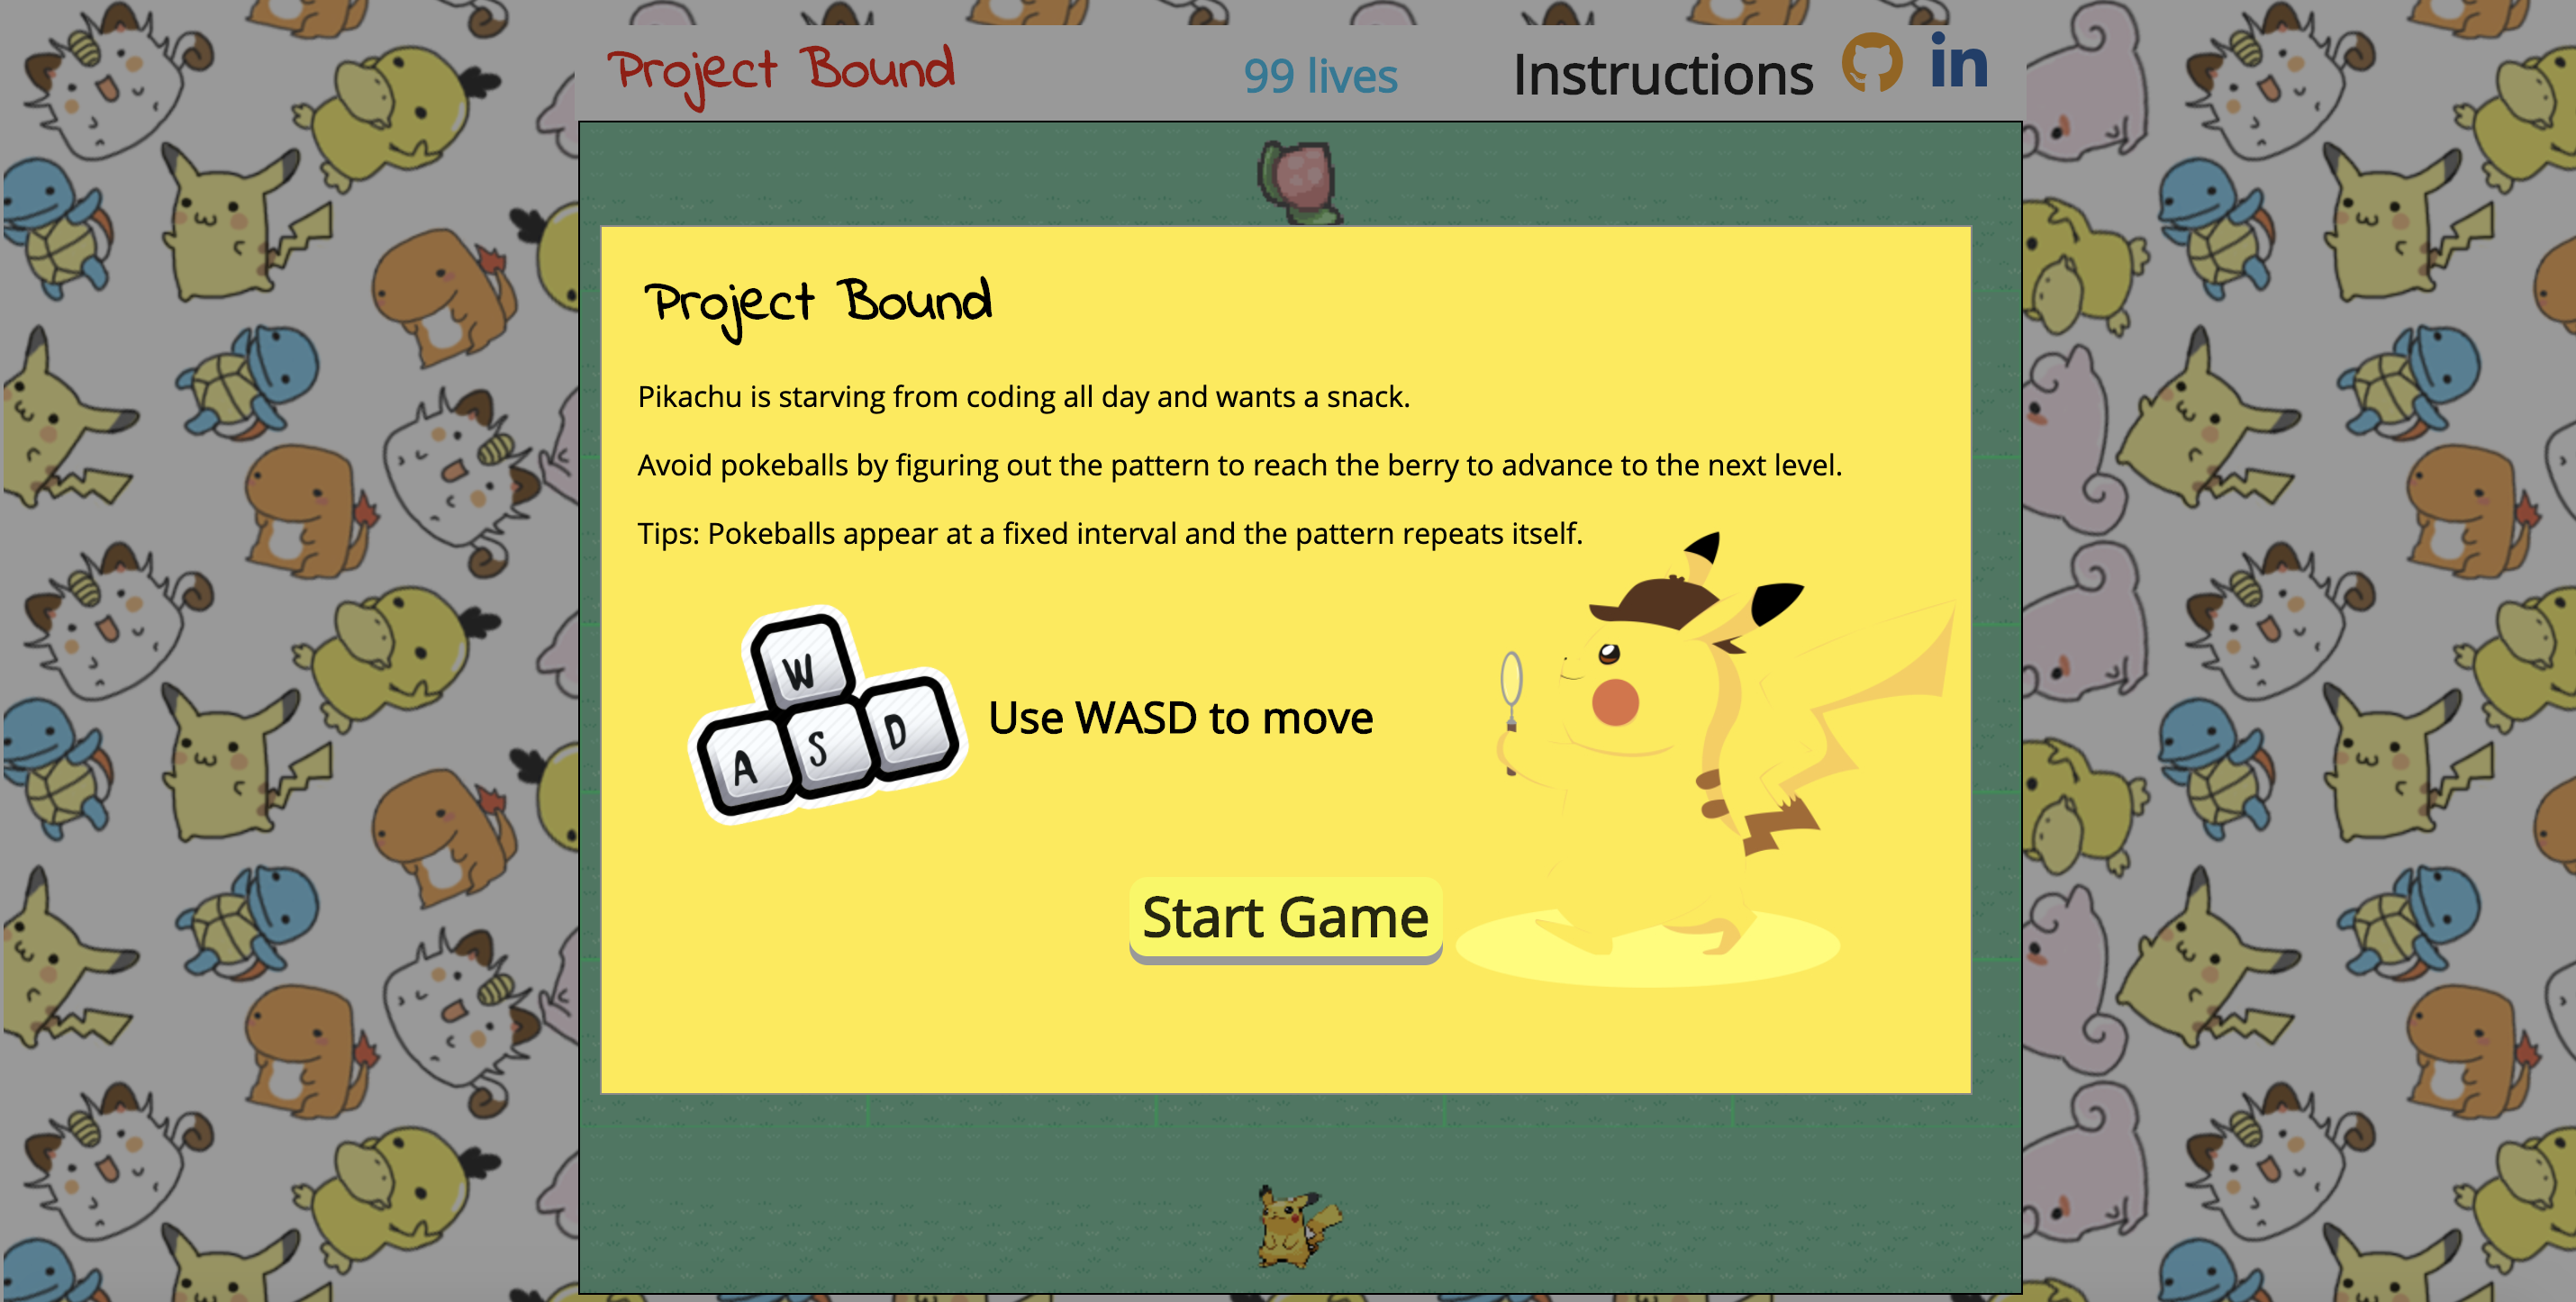 Project Bound
99 lives
Instructions
in
Project Bound
Pikachu is starving from coding all day and wants a snack.
Avoid pokeballs by figuring out the pattern to reach the berry to advance to the next level.
Tips: Pokeballs appear at a fixed interval and the pattern repeats itself.
W
A S D
Use WASD to move
Start Game